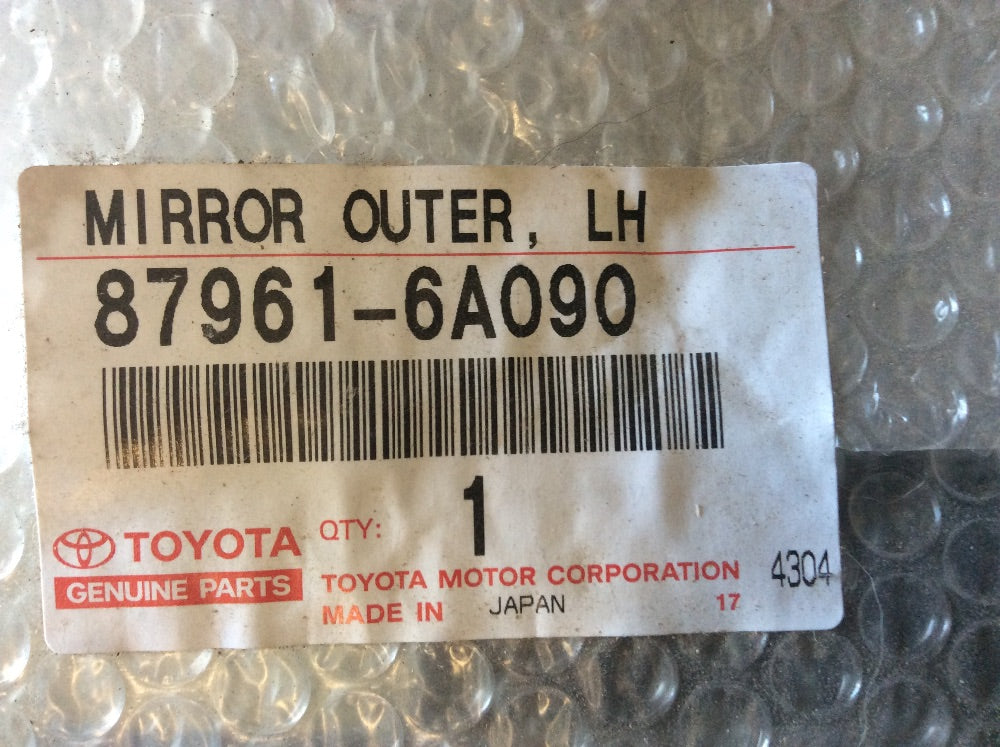 MIRROR OUTER, LH
87961-6A090
QTY: 1
TOYOTA
GENUINE PARTS
TOYOTA MOTOR CORPORATION 4304
MADE IN JAPAN 17